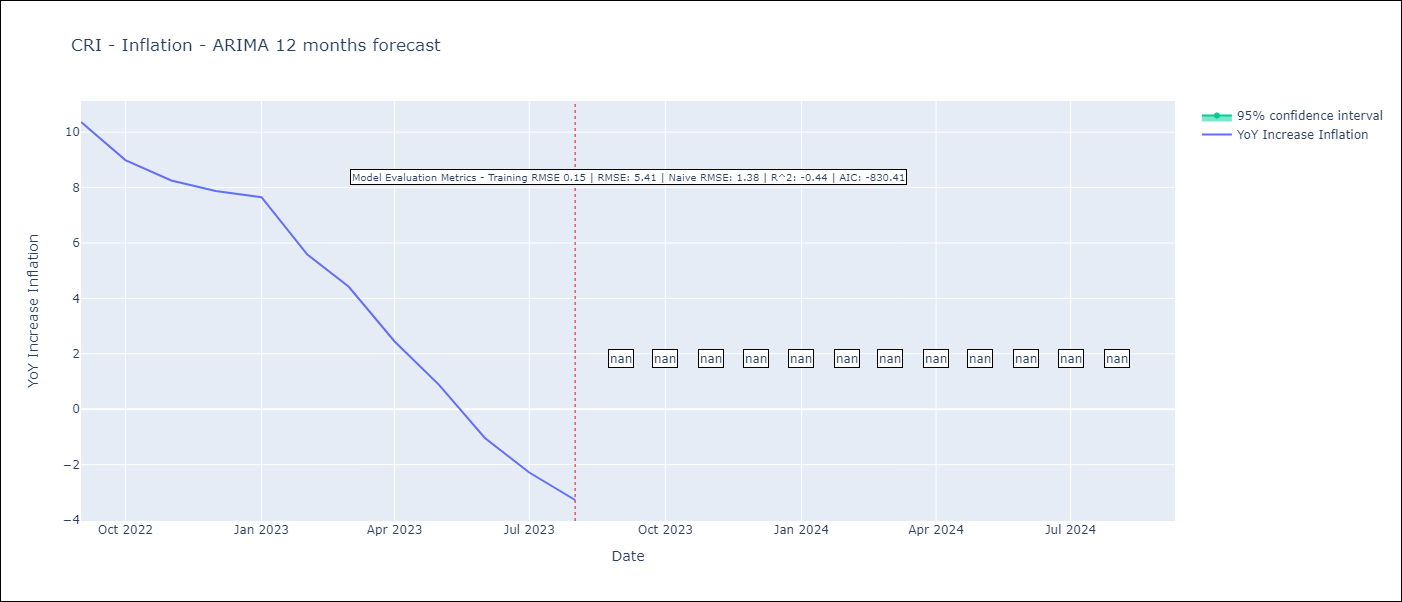 CRI - Inflation - ARIMA 12 months forecast
95% confidence interval
YoY Increase Inflation
Model Evaluation Metrics - Training RMSE 0.15 | RMSE: 5.41 | Naive RMSE: 1.38 | R^2: -0.44 | AIC: -830.41
YoY Increase Inflation
10
8
6
4
2
0
−2
−4
nan nan nan nan nan nan nan nan nan nan nan nan
Oct 2022 Jan 2023 Apr 2023 Jul 2023 Oct 2023 Jan 2024 Apr 2024 Jul 2024
Date